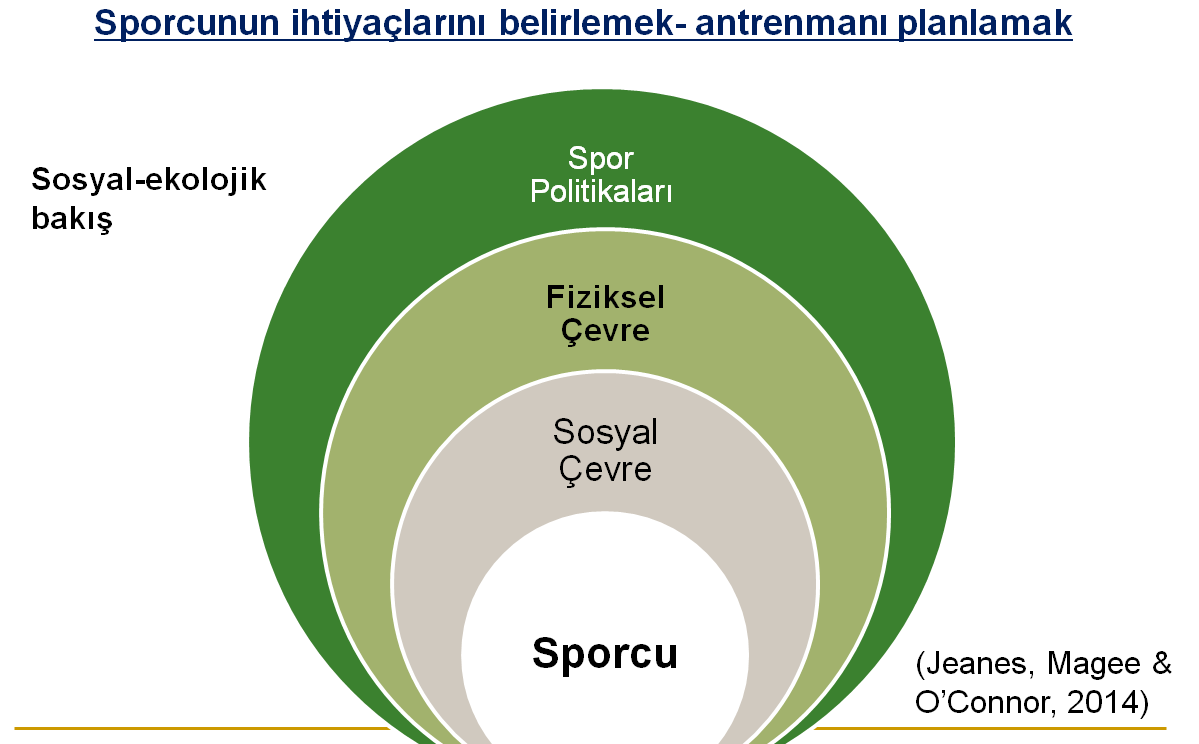 Sporcunun ihtiyaçlarını belirlemek- antrenmanı planlamak
Sosyal-ekolojik
bakış
Spor
Politikaları
Fiziksel
Çevre
Sosyal
Çevre
Sporcu
(Jeanes, Magee &
O’Connor, 2014)